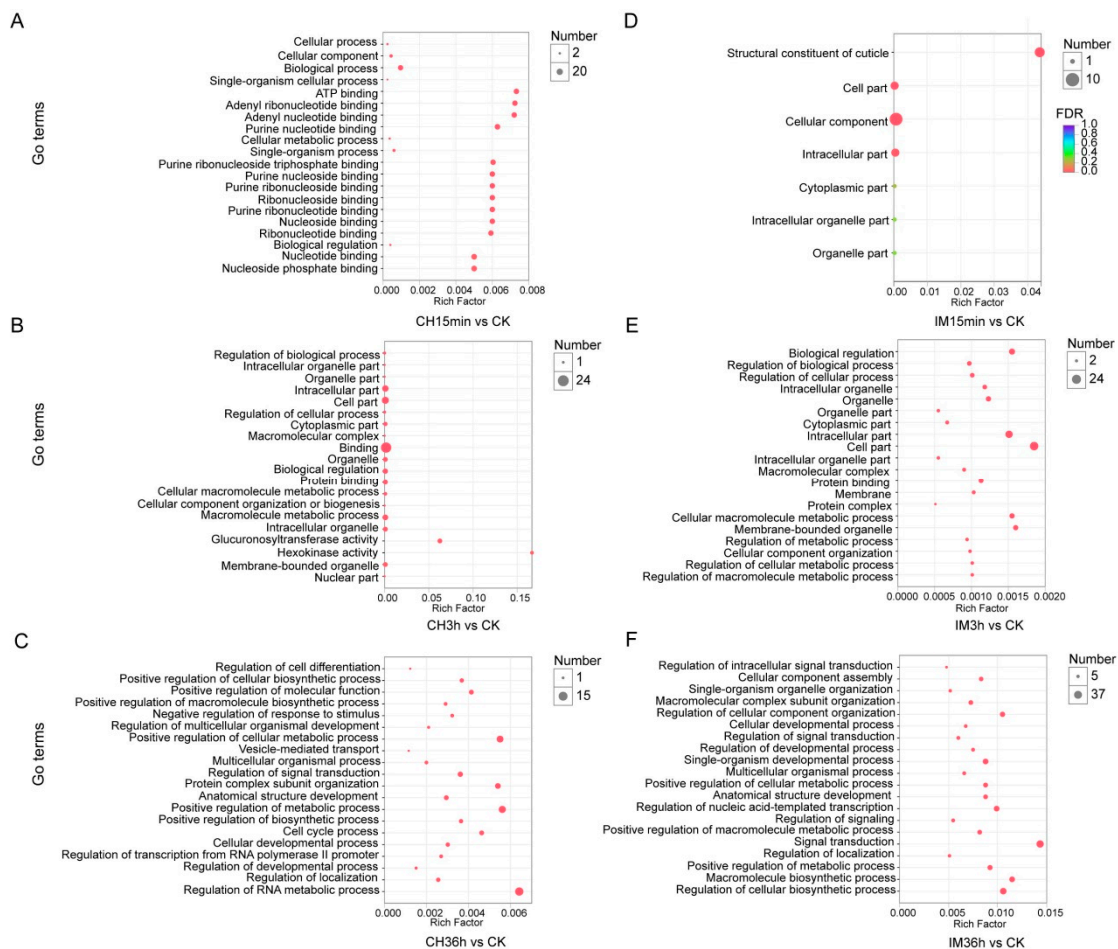 A
Go terms
Cellular process
Cellular component
Biological process
Single-organism cellular process
ATP binding
Adenyl ribonucleotide binding
Adenyl nucleotide binding
Purine nucleotide binding
Cellular metabolic process
Single-organism process
Purine ribonucleoside triphosphate binding
Purine nucleoside binding
Purine ribonucleoside binding
Ribonucleoside binding
Purine ribonucleotide binding
Nucleoside binding
Ribonucleotide binding
Biological regulation
Nucleotide binding
Nucleoside phosphate binding
0.000 0.002 0.004 0.006 0.008
Rich Factor
CH15min vs CK
Number
2
20
D
Structural constituent of cuticle
Cell part
Cellular component
Intracellular part
Cytoplasmic part
Intracellular organelle part
Organelle part
0.00 0.01 0.02 0.03 0.04
Rich Factor
IM15min vs CK
Number
1
10
FDR
1.0
0.8
0.6
0.4
0.2
0.0
B
Go terms
Regulation of biological process
Intracellular organelle part
Organelle part
Intracellular part
Cell part
Regulation of cellular process
Cytoplasmic part
Macromolecular complex
Binding
Organelle
Biological regulation
Protein binding
Cellular macromolecule metabolic process
Cellular component organization or biogenesis
Macromolecule metabolic process
Intracellular organelle
Glucuronosyltransferase activity
Hexokinase activity
Membrane-bounded organelle
Nuclear part
0.00 0.05 0.10 0.15
Rich Factor
CH3h vs CK
Number
1
24
E
Biological regulation
Regulation of biological process
Regulation of cellular process
Intracellular organelle
Organelle
Organelle part
Cytoplasmic part
Intracellular part
Cell part
Intracellular organelle part
Macromolecular complex
Protein binding
Membrane
Protein complex
Cellular macromolecule metabolic process
Membrane-bounded organelle
Regulation of metabolic process
Cellular component organization
Regulation of cellular metabolic process
Regulation of macromolecule metabolic process
0.0000 0.0005 0.0010 0.0015 0.0020
Rich Factor
IM3h vs CK
Number
2
24
C
Go terms
Regulation of cell differentiation
Positive regulation of cellular biosynthetic process
Positive regulation of molecular function
Positive regulation of macromolecule biosynthetic process
Negative regulation of response to stimulus
Regulation of multicellular organismal development
Positive regulation of cellular metabolic process
Vesicle-mediated transport
Multicellular organismal process
Regulation of signal transduction
Protein complex subunit organization
Anatomical structure development
Positive regulation of metabolic process
Positive regulation of biosynthetic process
Cell cycle process
Cellular developmental process
Regulation of transcription from RNA polymerase II promoter
Regulation of developmental process
Regulation of localization
Regulation of RNA metabolic process
0.000 0.002 0.004 0.006
Rich Factor
CH36h vs CK
Number
1
15
F
Regulation of intracellular signal transduction
Cellular component assembly
Single-organism organelle organization
Macromolecular complex subunit organization
Regulation of cellular component organization
Cellular developmental process
Regulation of signal transduction
Regulation of developmental process
Single-organism developmental process
Multicellular organismal process
Positive regulation of cellular metabolic process
Anatomical structure development
Regulation of nucleic acid-templated transcription
Regulation of signaling
Positive regulation of macromolecule metabolic process
Signal transduction
Regulation of localization
Positive regulation of metabolic process
Macromolecule biosynthetic process
Regulation of cellular biosynthetic process
0.000 0.005 0.010 0.015
Rich Factor
IM36h vs CK
Number
5
37